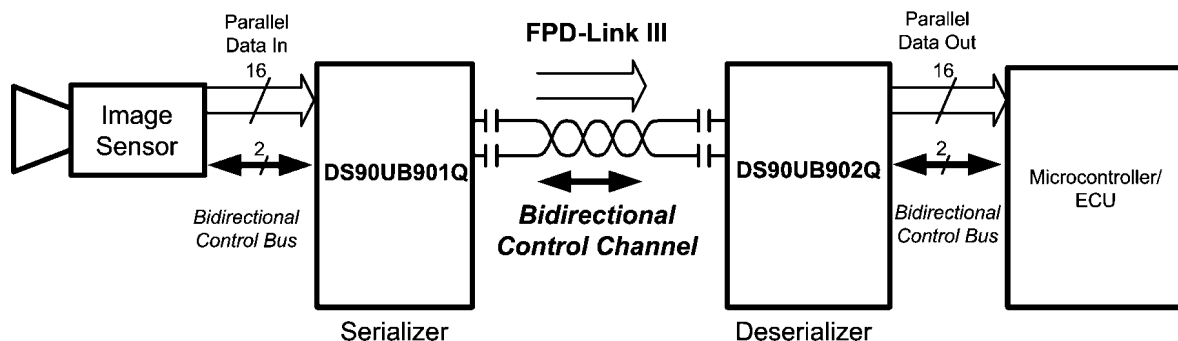 Parallel
Data In
16
FPD-Link III
Parallel
Data Out
16
Image
Sensor
2
DS90UB901Q
DS90UB902Q
2
Microcontroller/
ECU
Bidirectional
Control Bus
Bidirectional
Control Channel
Bidirectional
Control Bus
Serializer
Deserializer